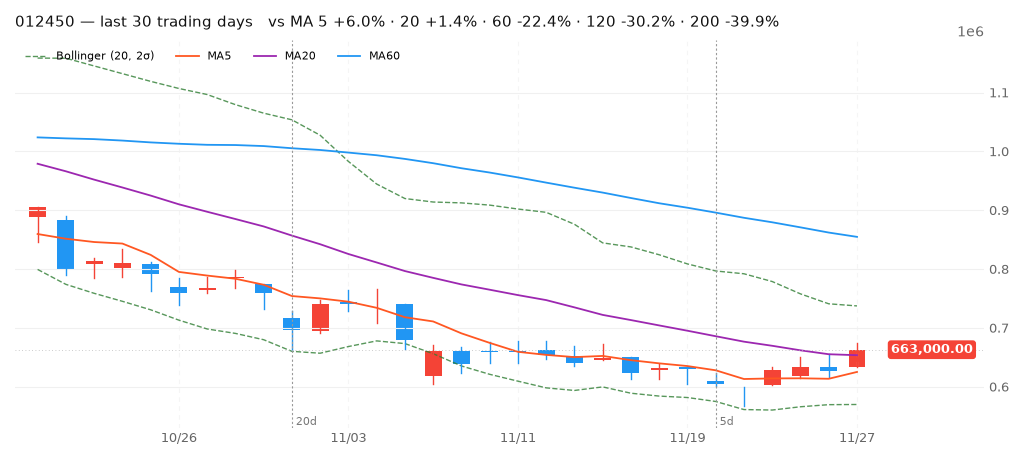 012450 — last 30 trading days   vs MA 5 +6.0% · 20 +1.4% · 60 -22.4% · 120 -30.2% · 200 -39.9%
1e6
Bollinger (20, 2σ)   MA5   MA20   MA60
1.1
1.0
0.9
0.8
0.7
663,000.00
0.6
20d   5d
10/26   11/03   11/11   11/19   11/27